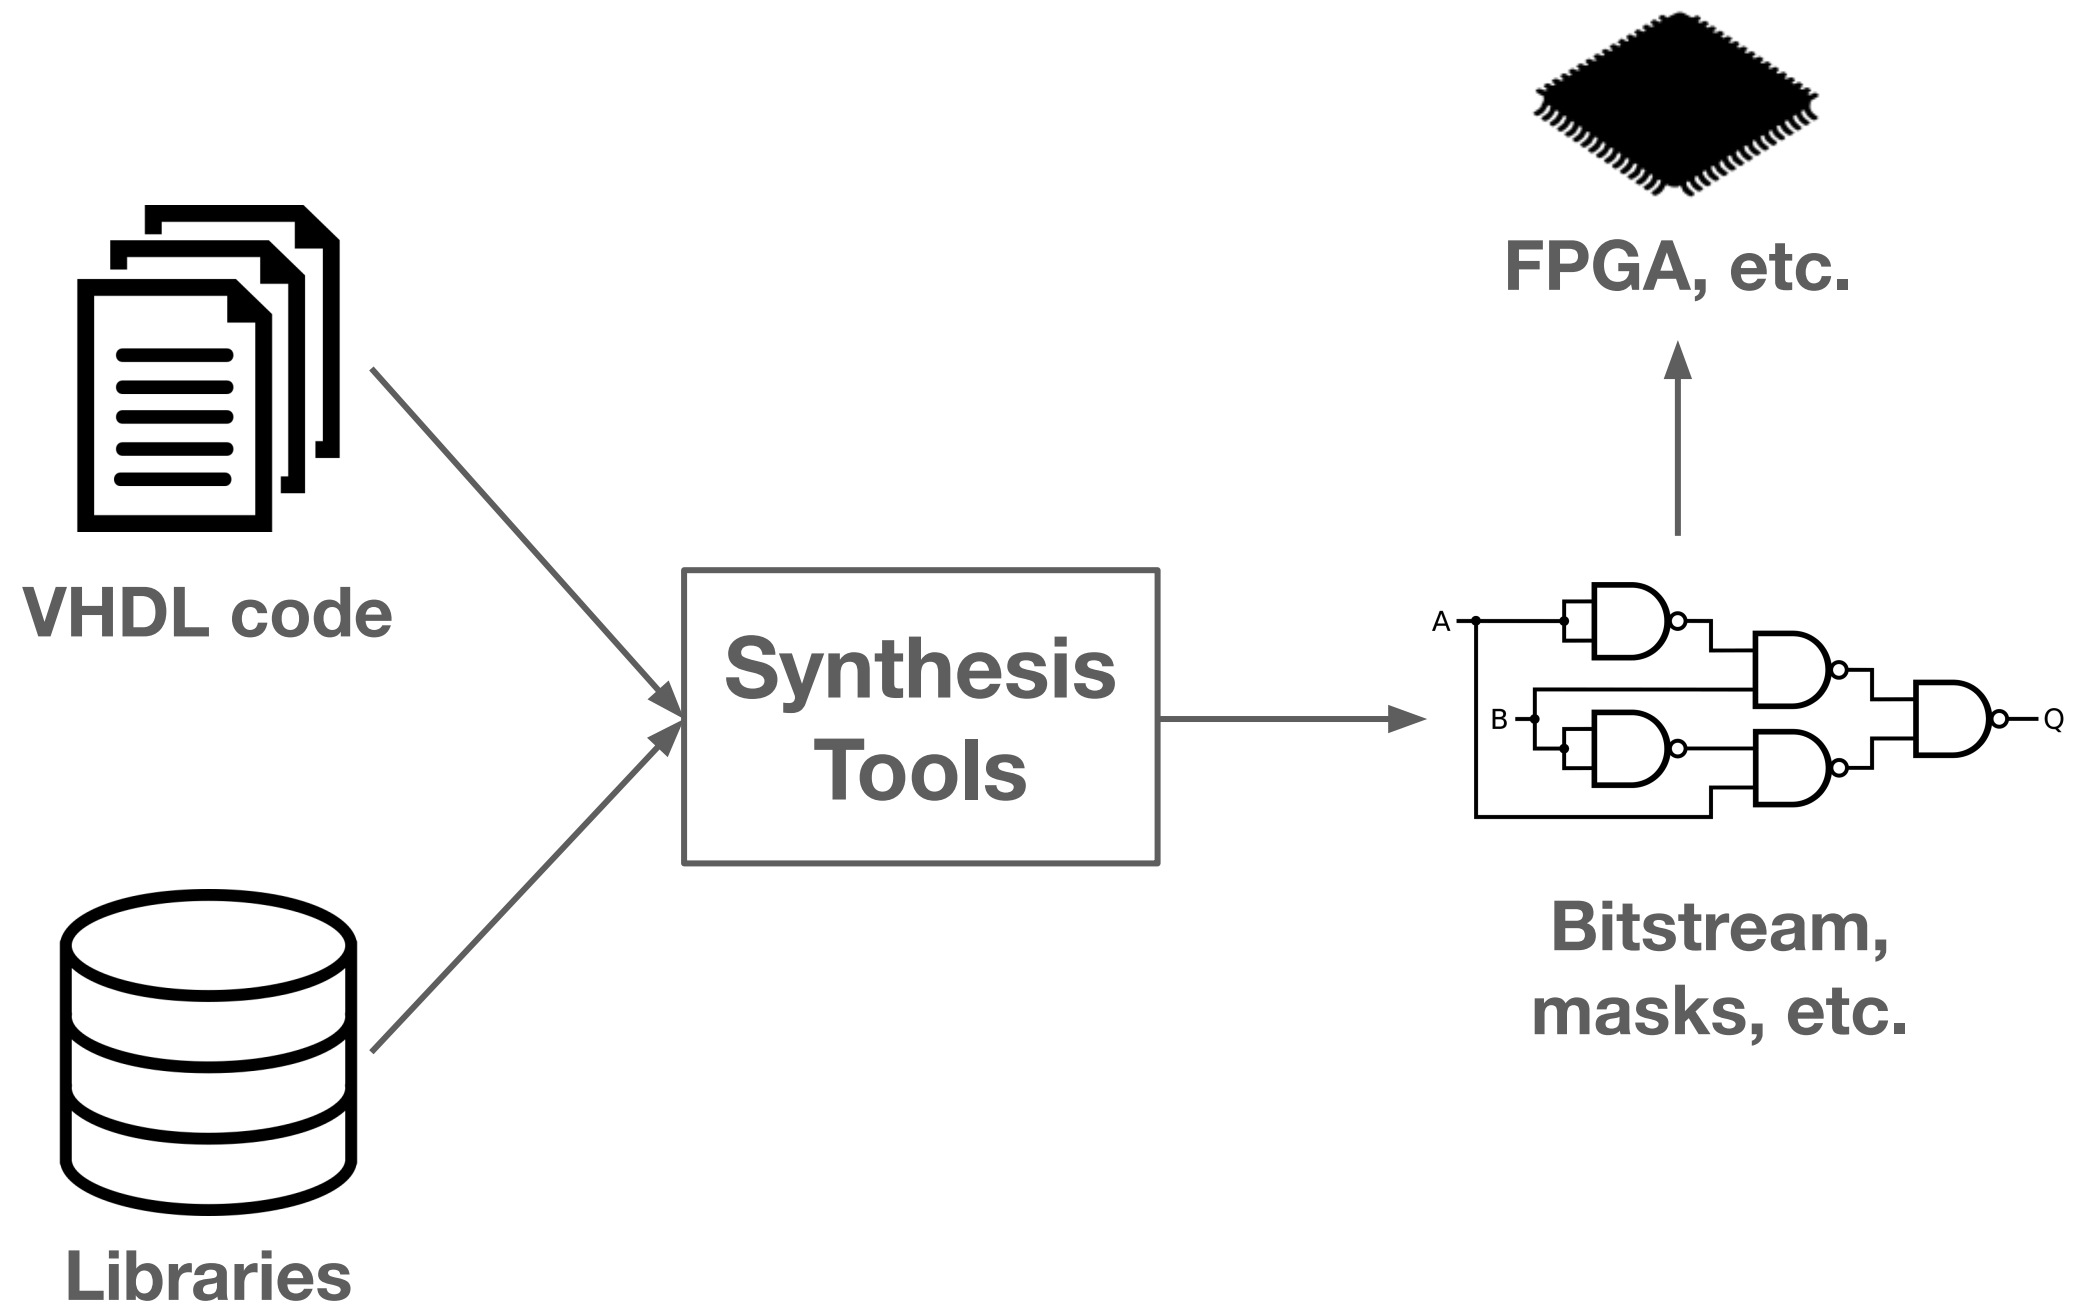 VHDL code
Libraries
Synthesis
Tools
FPGA, etc.
A
B
Q
Bitstream,
masks, etc.